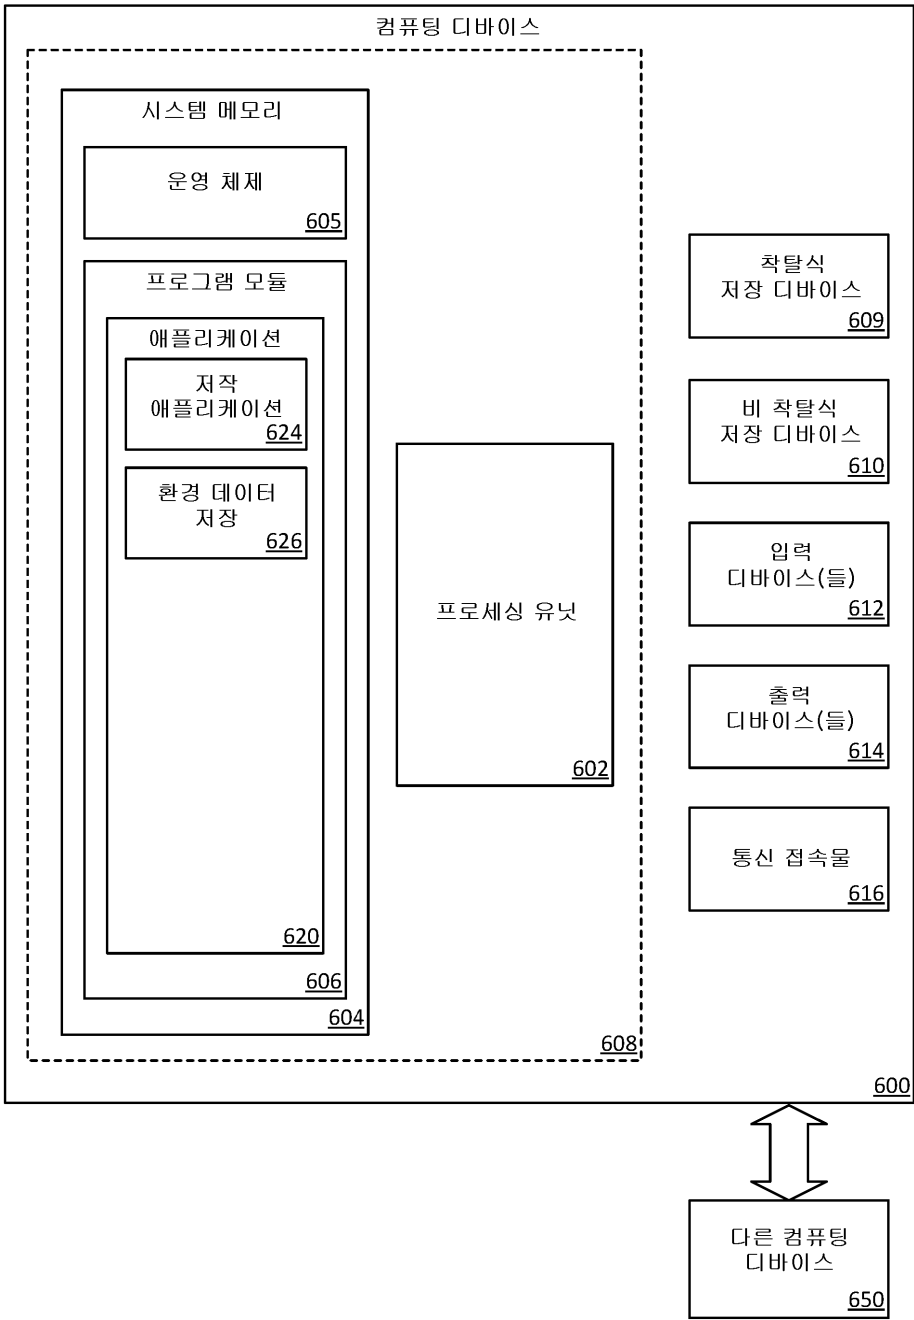 컴퓨팅 디바이스
시스템 메모리
운영 체제
605
프로그램 모듈
애플리케이션
저작
애플리케이션
624
환경 데이터
저장
626
620
606
604
프로세싱 유닛
602
608
착탈식
저장 디바이스
609
비 착탈식
저장 디바이스
610
입력
디바이스(들)
612
출력
디바이스(들)
614
통신 접속물
616
600
다른 컴퓨팅
디바이스
650